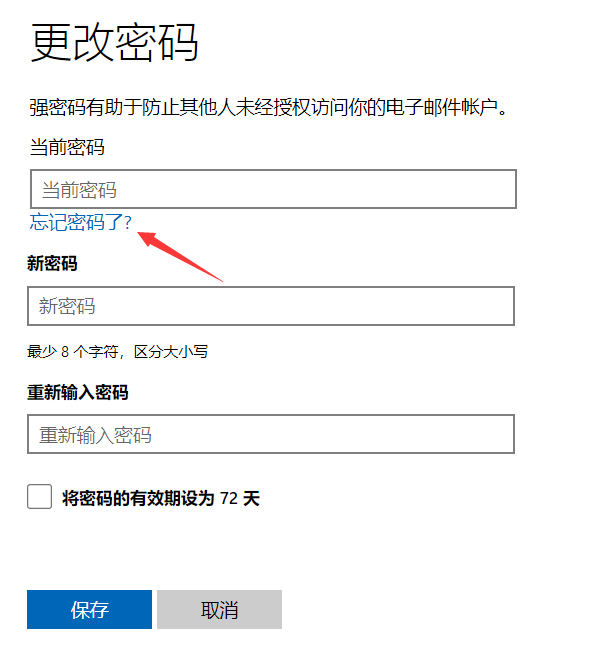 更改密码
强密码有助于防止其他人未经授权访问你的电子邮件帐户。
当前密码
当前密码
忘记密码了?
新密码
新密码
最少 8 个字符，区分大小写
重新输入密码
重新输入密码
将密码的有效期设为 72 天
保存 取消